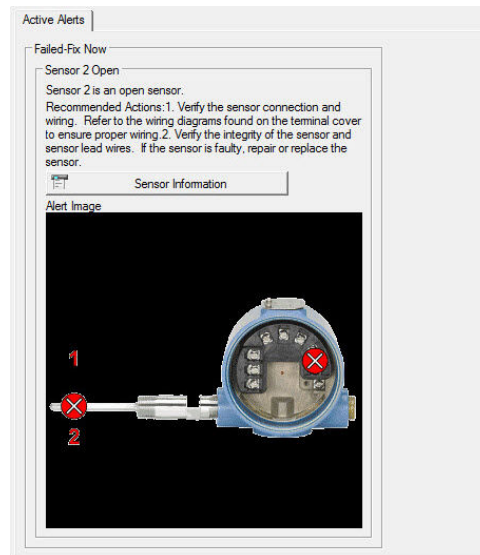 Active Alerts
Failed-Fix Now
Sensor 2 Open
Sensor 2 is an open sensor.
Recommended Actions:1. Verify the sensor connection and
wiring.  Refer to the wiring diagrams found on the terminal cover
to ensure proper wiring.2. Verify the integrity of the sensor and
sensor lead wires.  If the sensor is faulty, repair or replace the
sensor.
Sensor Information
Alert Image
1
2